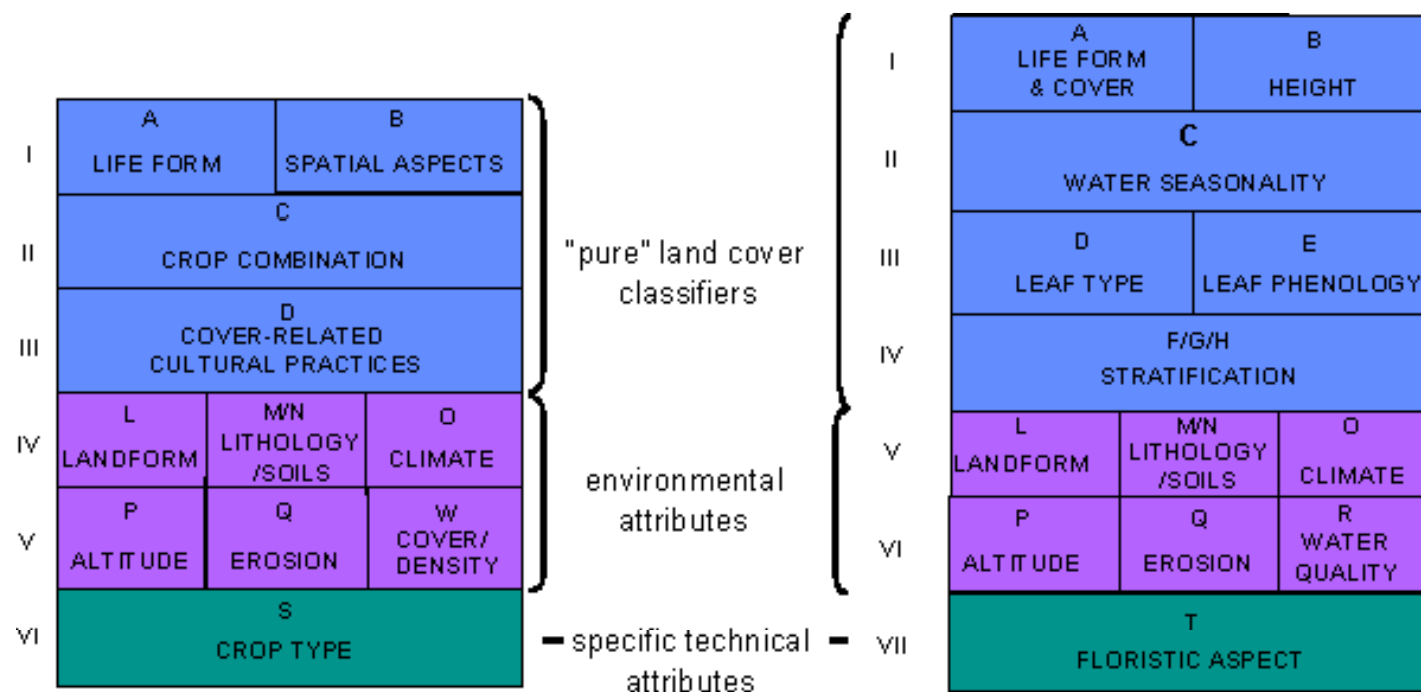 I
A
LIFE FORM
B
SPATIAL ASPECTS
II
C
CROP COMBINATION
III
D
COVER-RELATED
CULTURAL PRACTICES
IV
L
LANDFORM
M/N
LITHOLOGY
/SOILS
O
CLIMATE
V
P
ALTITUDE
Q
EROSION
W
COVER/
DENSITY
VI
S
CROP TYPE
"pure" land cover
classifiers
environmental
attributes
specific technical
attributes
I
A
LIFE FORM
& COVER
B
HEIGHT
II
C
WATER SEASONALITY
III
D
LEAF TYPE
E
LEAF PHENOLOGY
IV
F/G/H
STRATIFICATION
V
L
LANDFORM
M/N
LITHOLOGY
/SOILS
O
CLIMATE
VI
P
ALTITUDE
Q
EROSION
R
WATER
QUALITY
VII
T
FLORISTIC ASPECT